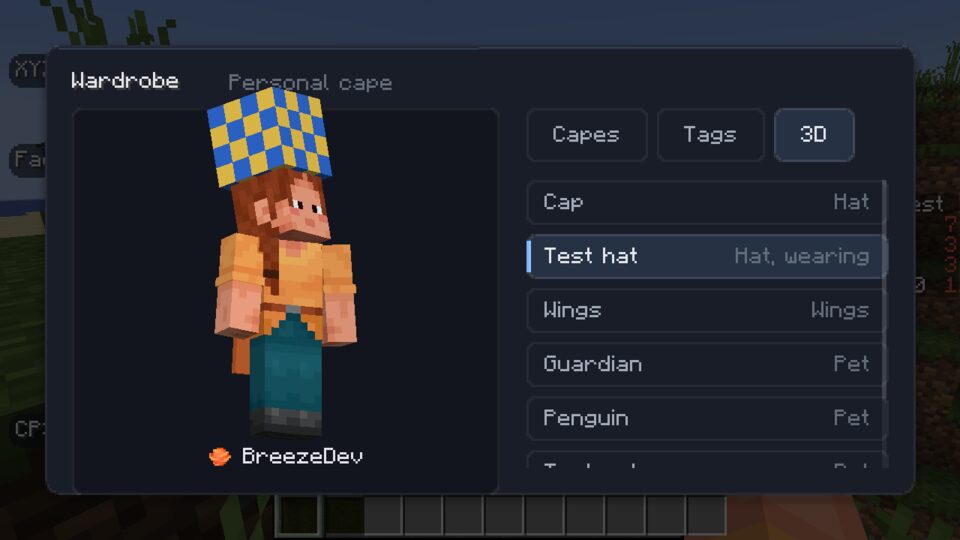 Wardrobe
Personal cape
Capes
Tags
3D
Cap
Hat
Test hat
Hat, wearing
Wings
Wings
Guardian
Pet
Penguin
Pet
BreezeDev